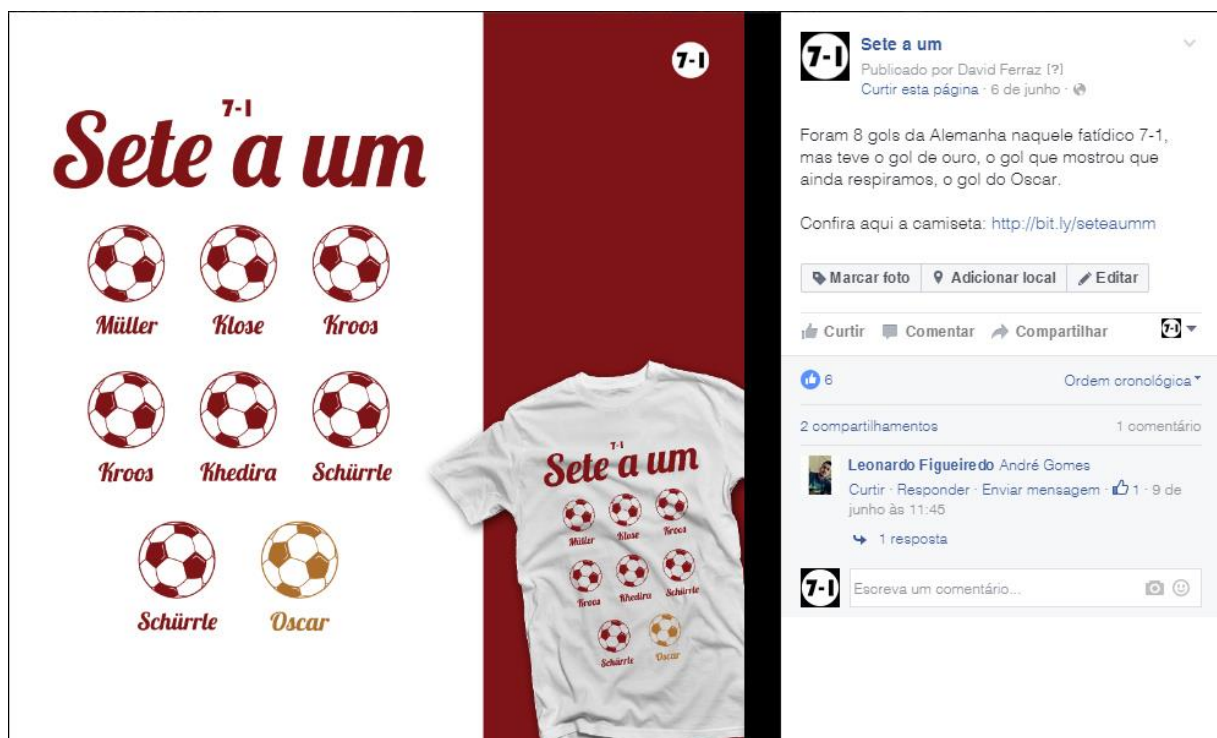 7-1
7-1
Sete a um
Müller Klose Kroos
Kroos Khedira Schürrle
Schürrle Oscar
7-1
Sete a um
Müller Klose Kroos
Kroos Khedira Schürrle
Schürrle Oscar
7-1
Sete a um
Publicado por David Ferraz [?]
Curtir esta página · 6 de junho ·
Foram 8 gols da Alemanha naquele fatídico 7-1,
mas teve o gol de ouro, o gol que mostrou que
ainda respiramos, o gol do Oscar.
Confira aqui a camiseta: http://bit.ly/seteaumm
Marcar foto Adicionar local Editar
Curtir Comentar Compartilhar 7-1
6 Ordem cronológica
2 compartilhamentos 1 comentário
Leonardo Figueiredo André Gomes
Curtir · Responder · Enviar mensagem · 1 · 9 de
junho às 11:45
1 resposta
7-1 Escreva um comentário...